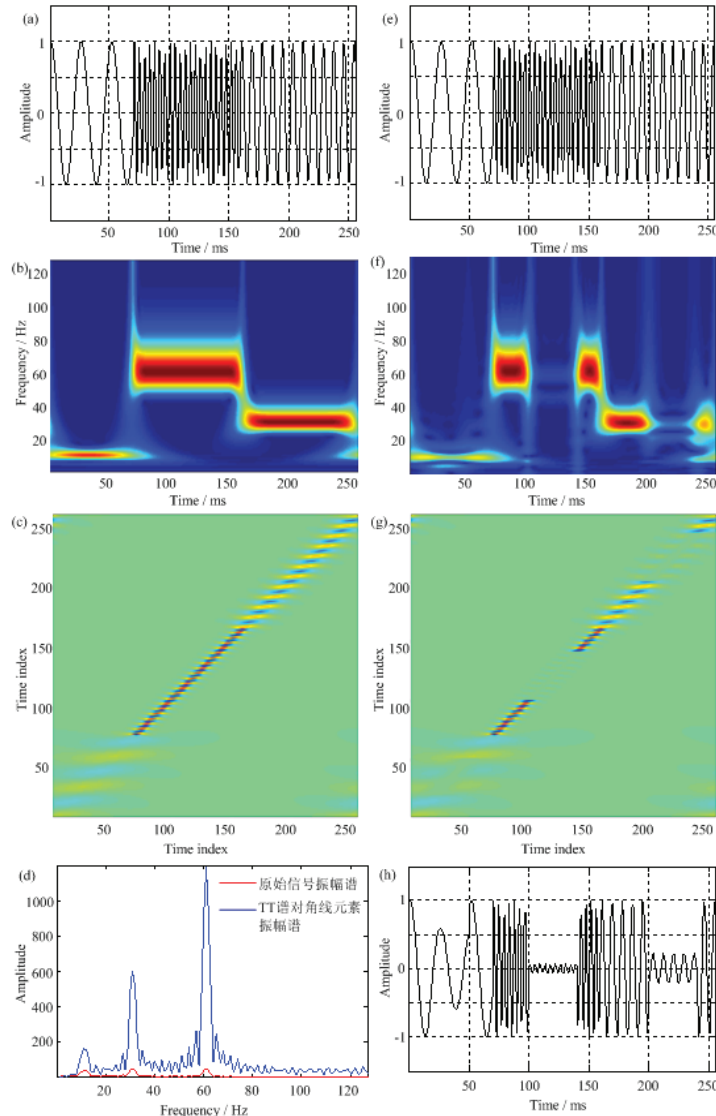 (a)
Amplitude
1
0
-1
50
100
150
200
250
Time / ms
(e)
Amplitude
1
0
-1
50
100
150
200
250
Time / ms
(b)
Frequency / Hz
120
100
80
60
40
20
50
100
150
200
250
Time / ms
(f)
Frequency / Hz
120
100
80
60
40
20
50
100
150
200
250
Time / ms
(c)
Time index
250
200
150
100
50
50
100
150
200
250
Time index
(g)
Time index
250
200
150
100
50
50
100
150
200
250
Time index
(d)
Amplitude
1000
800
600
400
200
原始信号振幅谱
TT谱对角线元素
振幅谱
20
40
60
80
100
120
Frequency / Hz
(h)
Amplitude
1
0
-1
50
100
150
200
250
Time / ms